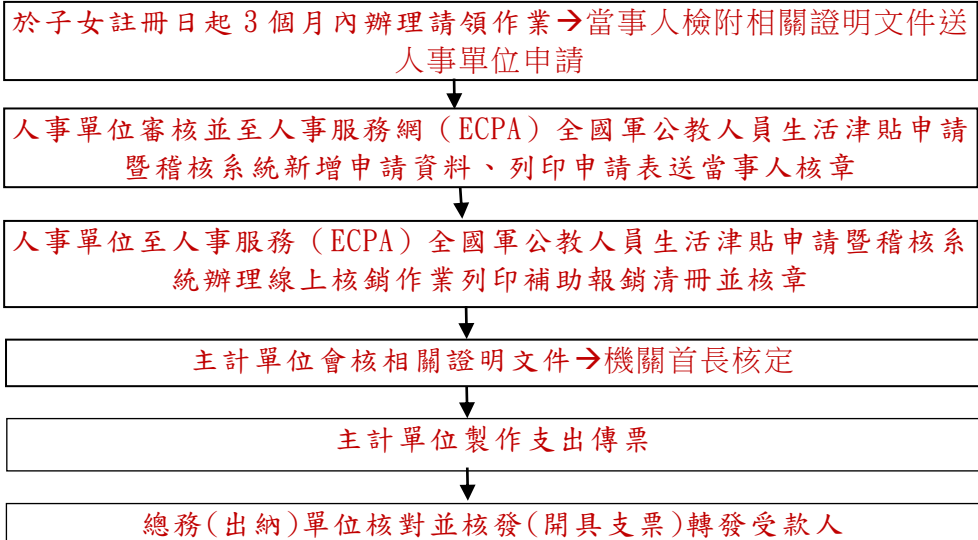 於子女註冊日起 3 個月內辦理請領作業→當事人檢附相關證明文件送
人事單位申請
人事單位審核並至人事服務網（ECPA）全國軍公教人員生活津貼申請
暨稽核系統新增申請資料、列印申請表送當事人核章
人事單位至人事服務（ECPA）全國軍公教人員生活津貼申請暨稽核系
統辦理線上核銷作業列印補助報銷清冊並核章
主計單位會核相關證明文件→機關首長核定
主計單位製作支出傳票
總務(出納)單位核對並核發(開具支票)轉發受款人